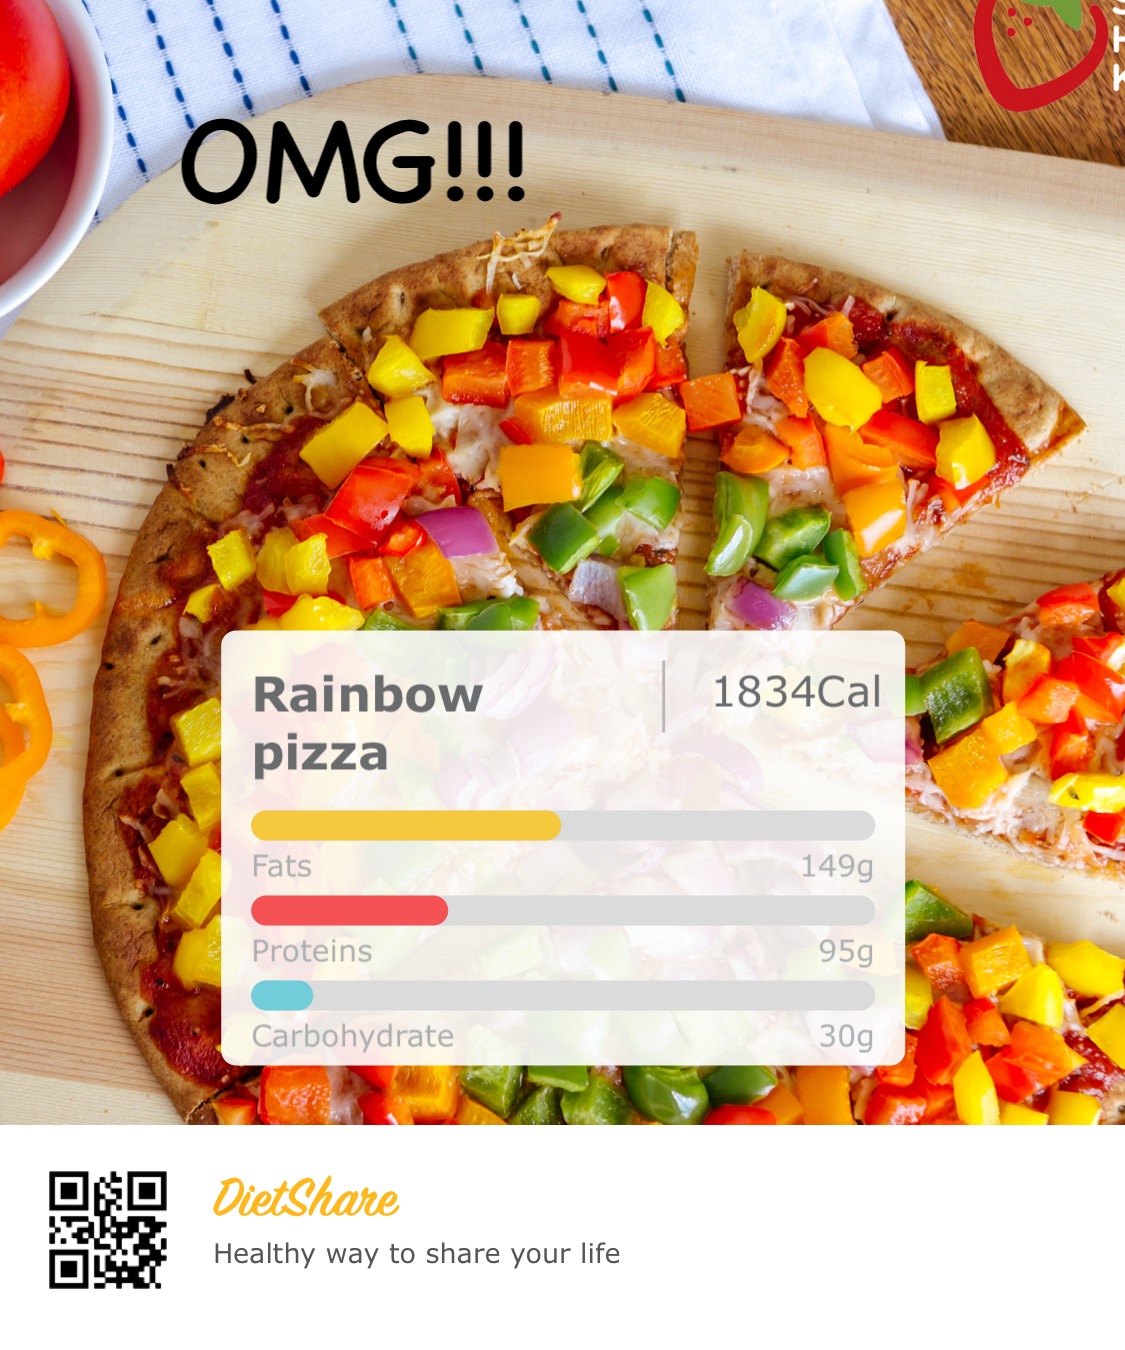 OMG!!!
Rainbow
pizza
1834Cal
Fats 149g
Proteins 95g
Carbohydrate 30g
DietShare
Healthy way to share your life